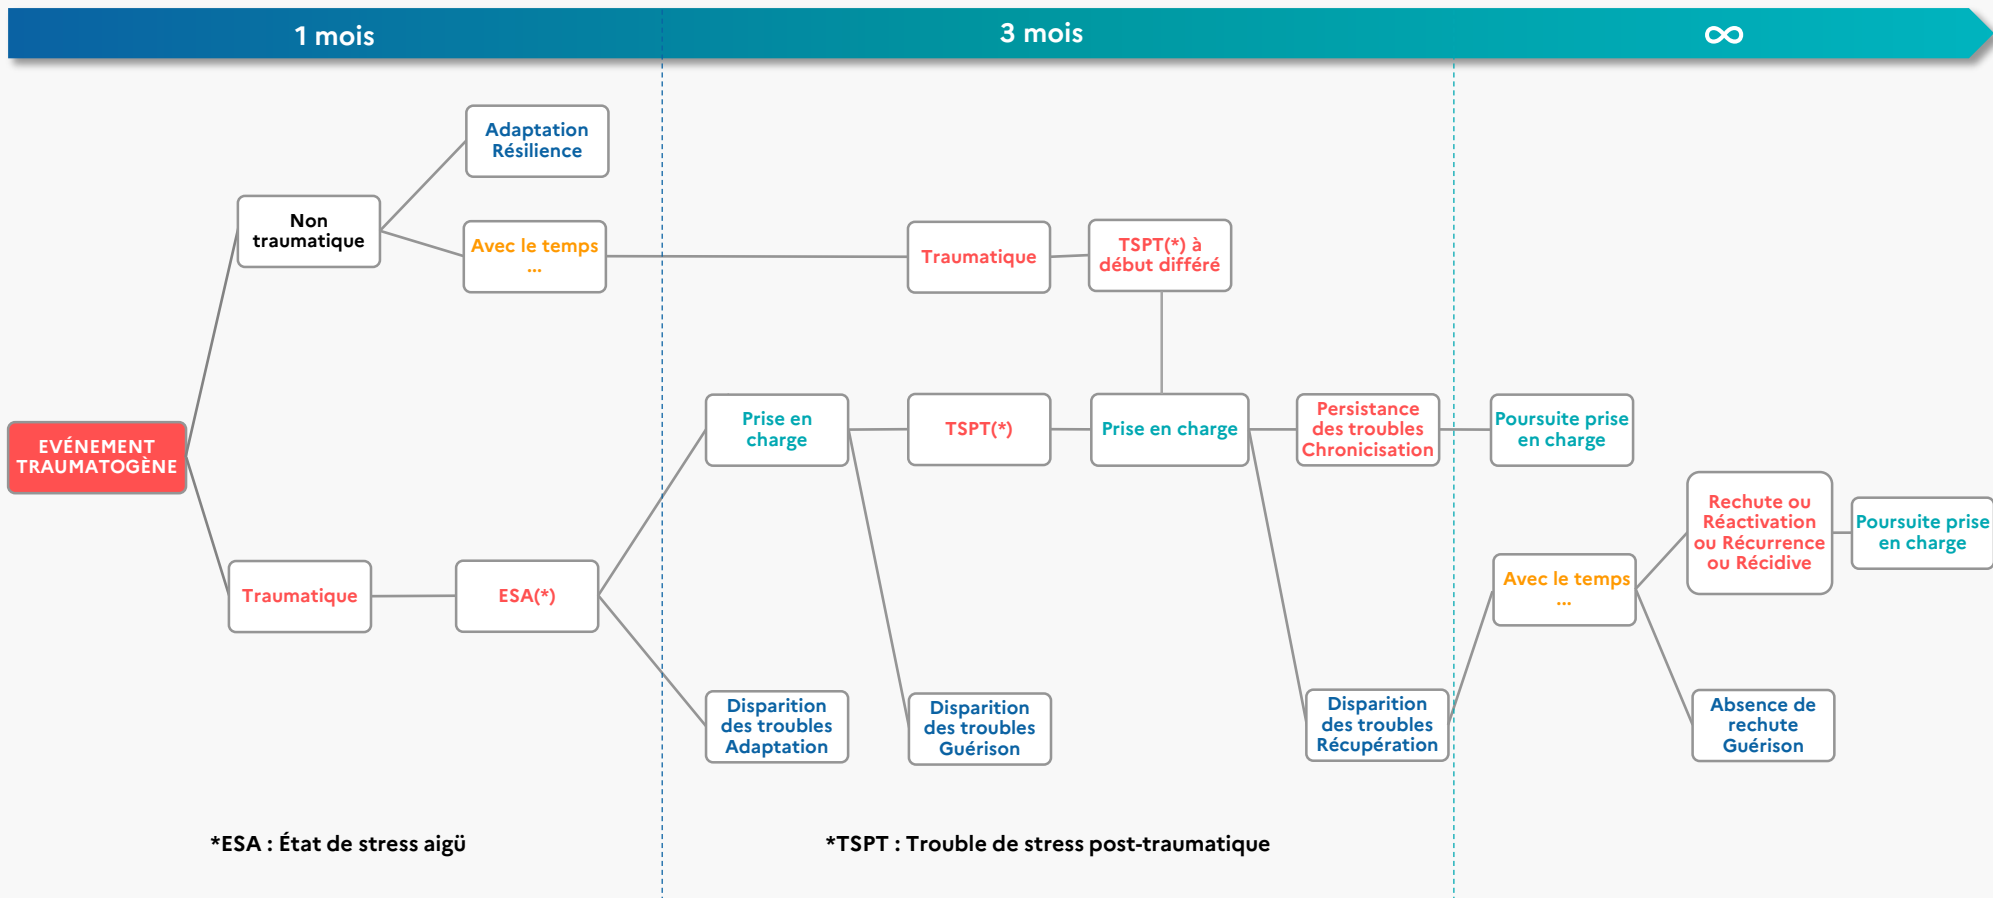 1 mois
3 mois
∞
Adaptation
Résilience
Non
traumatique
Avec le temps
...
Traumatique
TSPT(*) à
début différé
EVÉNEMENT
TRAUMATOGÈNE
Prise en
charge
TSPT(*)
Prise en charge
Persistance
des troubles
Chronicisation
Poursuite prise
en charge
Rechute ou
Réactivation
ou Récurrence
ou Récidive
Poursuite prise
en charge
Traumatique
ESA(*)
Avec le temps
...
Disparition
des troubles
Adaptation
Disparition
des troubles
Guérison
Disparition
des troubles
Récupération
Absence de
rechute
Guérison
*ESA : État de stress aigü
*TSPT : Trouble de stress post-traumatique